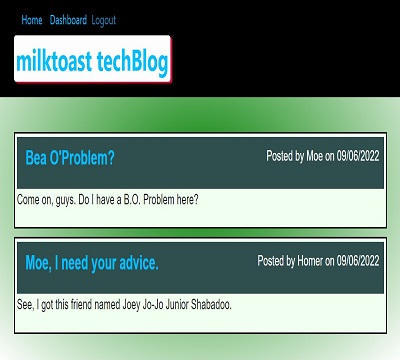 Home Dashboard Logout
milktoast techBlog
Bea O'Problem? Posted by Moe on 09/06/2022
Come on, guys. Do I have a B.O. Problem here?
Moe, I need your advice. Posted by Homer on 09/06/2022
See, I got this friend named Joey Jo-Jo Junior Shabadoo.